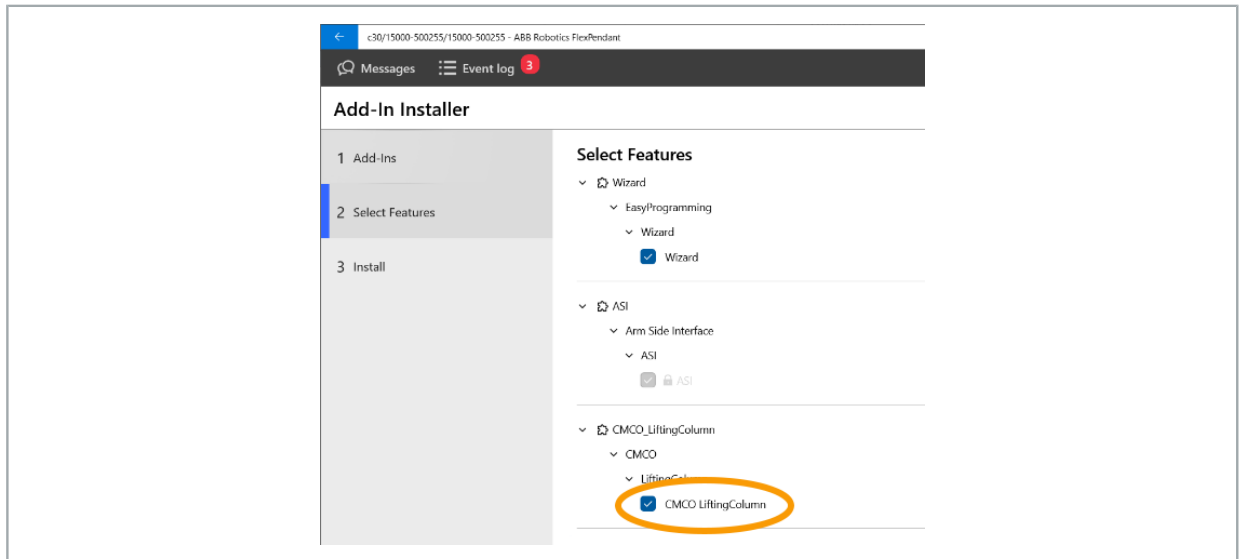 c30/15000-500255/15000-500255 - ABB Robotics FlexPendant
Messages Event log 3
Add-In Installer
1 Add-Ins
2 Select Features
3 Install
Select Features
Wizard
EasyProgramming
Wizard
Wizard
ASI
Arm Side Interface
ASI
ASI
CMCO_LiftingColumn
CMCO
LiftingColumn
CMCO LiftingColumn